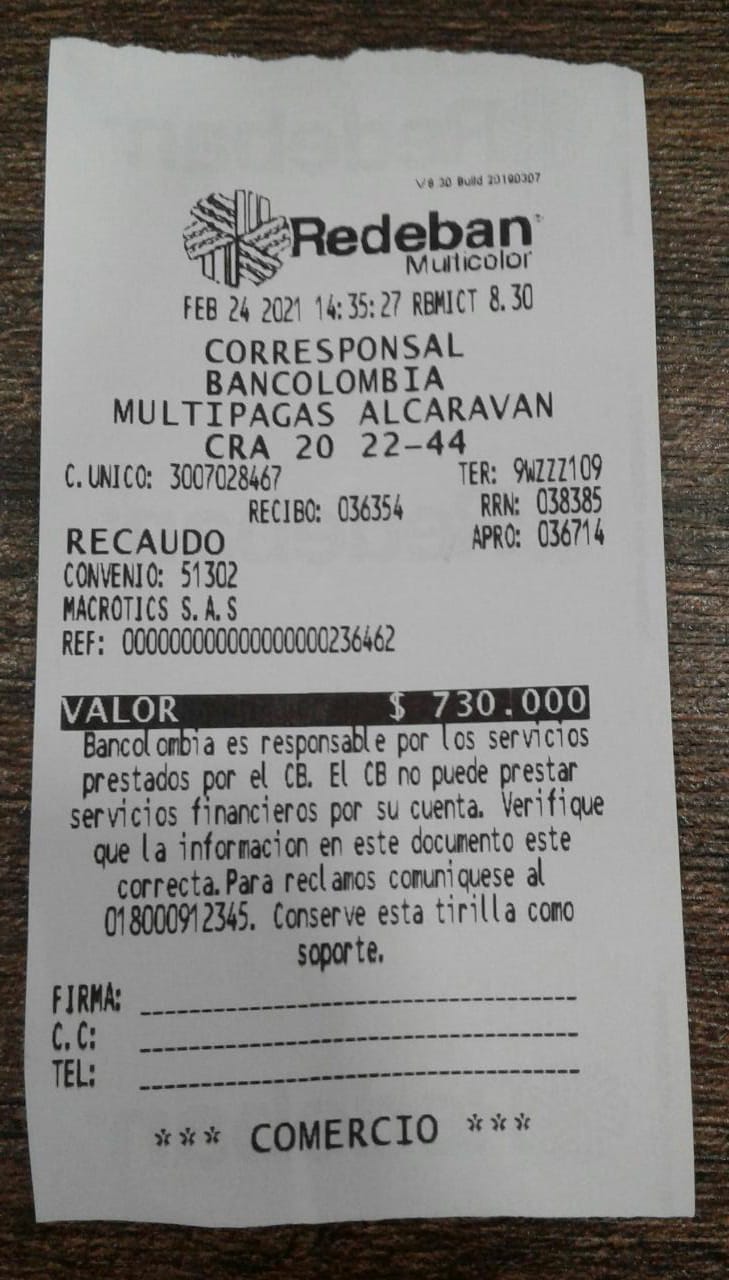 V8.30 Build 20190307
Redeban
Multicolor
FEB 24 2021 14:35:27 RBMICT 8.30
CORRESPONSAL
BANCOLOMBIA
MULTIPAGAS ALCARAVAN
CRA 20 22-44
C.UNICO: 3007028467 TER: 9WZZZ109
RECIBO: 036354 RRN: 038385
RECAUDO APRO: 036714
CONVENIO: 51302
MACROTICS S.A.S
REF: 000000000000000000236462
VALOR $ 730.000
Bancolombia es responsable por los servicios
prestados por el CB. El CB no puede prestar
servicios financieros por su cuenta. Verifique
que la informacion en este documento este
correcta.Para reclamos comuniquese al
018000912345. Conserve esta tirilla como
soporte.
FIRMA:
C.C:
TEL:
*** COMERCIO ***